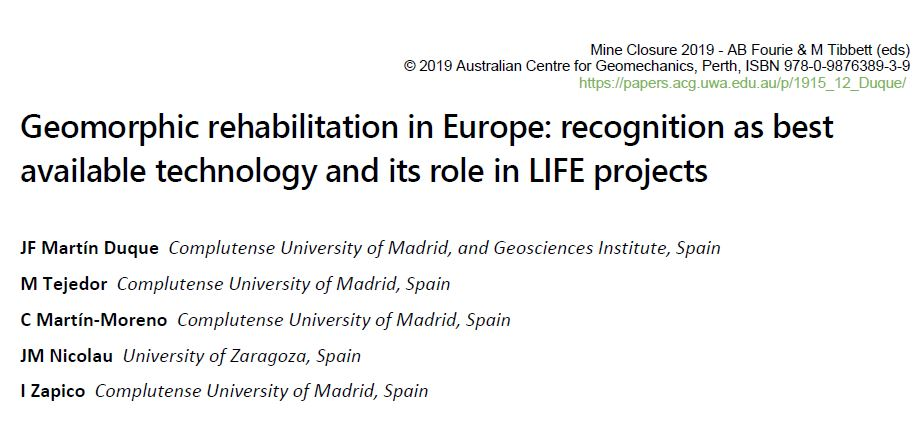 Mine Closure 2019 - AB Fourie & M Tibbett (eds)
© 2019 Australian Centre for Geomechanics, Perth, ISBN 978-0-9876389-3-9
https://papers.acg.uwa.edu.au/p/1915_12_Duque/
Geomorphic rehabilitation in Europe: recognition as best
available technology and its role in LIFE projects
JF Martín Duque Complutense University of Madrid, and Geosciences Institute, Spain
M Tejedor Complutense University of Madrid, Spain
C Martín-Moreno Complutense University of Madrid, Spain
JM Nicolau University of Zaragoza, Spain
I Zapico Complutense University of Madrid, Spain